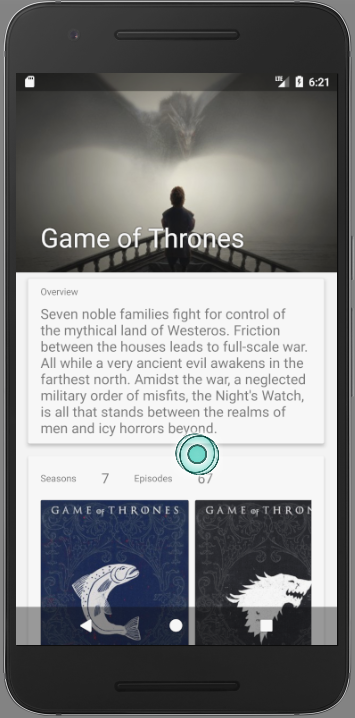 LTE 6:21
Game of Thrones
Overview
Seven noble families fight for control of
the mythical land of Westeros. Friction
between the houses leads to full-scale war.
All while a very ancient evil awakens in the
farthest north. Amidst the war, a neglected
military order of misfits, the Night's Watch,
is all that stands between the realms of
men and icy horrors beyond.
Seasons 7 Episodes 67
GAME OF THRONES GAME OF THRON